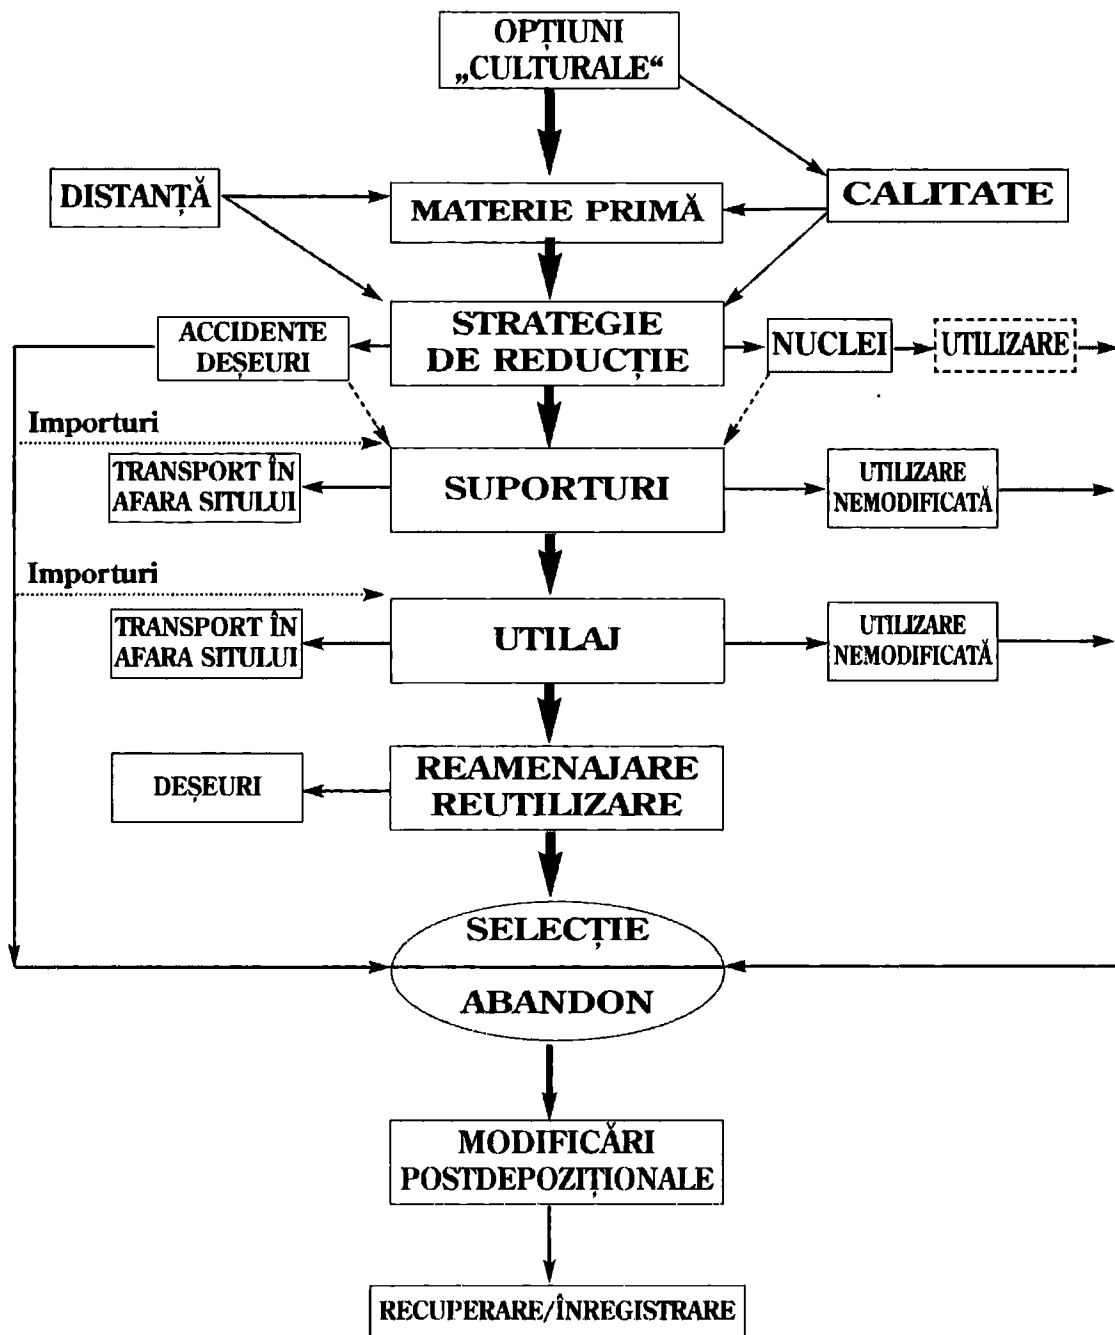 OPȚIUNI
„CULTURALE“
DISTANȚĂ
MATERIE PRIMĂ
CALITATE
ACCIDENTE
DEȘEURI
STRATEGIE
DE REDUCȚIE
NUCLEI
UTILIZARE
Importuri
TRANSPORT ÎN
AFARA SITULUI
SUPORTURI
UTILIZARE
NEMODIFICATĂ
Importuri
TRANSPORT ÎN
AFARA SITULUI
UTILAJ
UTILIZARE
NEMODIFICATĂ
DEȘEURI
REAMENAJARE
REUTILIZARE
SELECȚIE
ABANDON
MODIFICĂRI
POSTDEPOZIȚIONALE
RECUPERARE/ÎNREGISTRARE